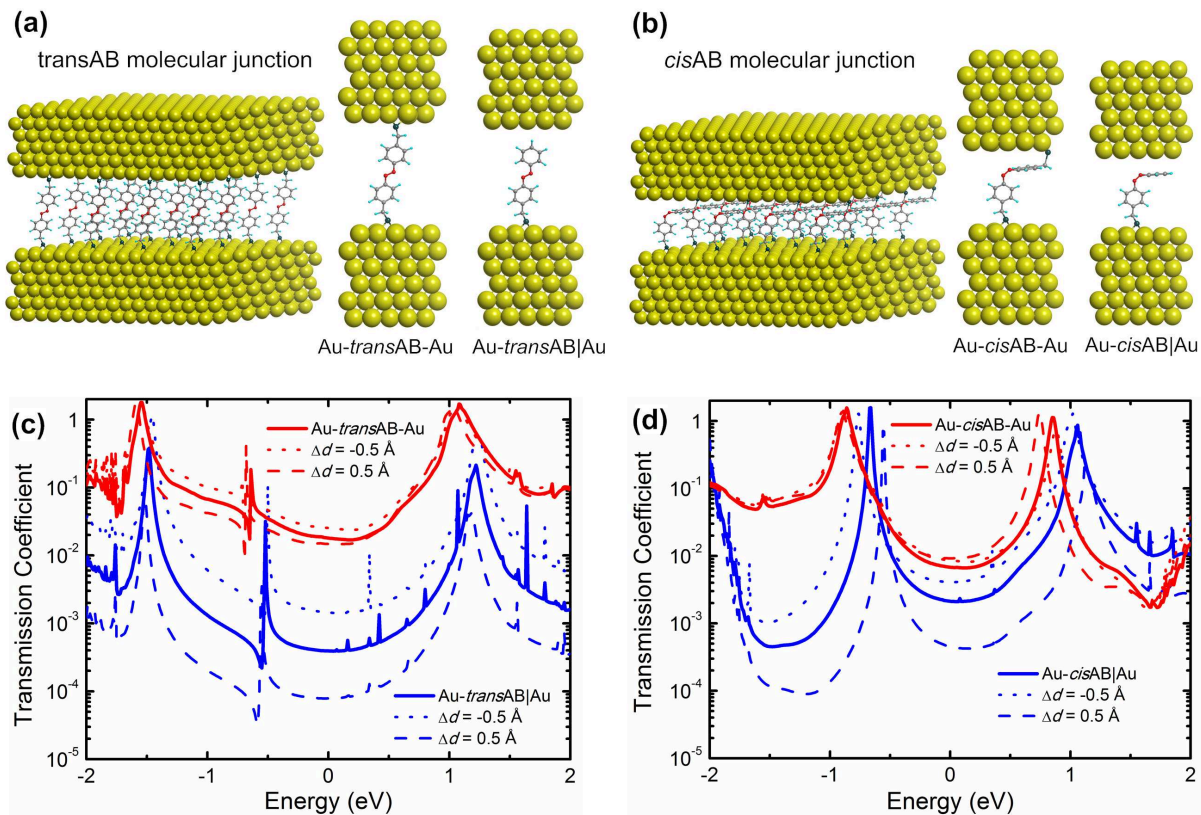 (a)
transAB molecular junction
Au-transAB-Au
Au-transAB|Au
(b)
cisAB molecular junction
Au-cisAB-Au
Au-cisAB|Au
(c)
Transmission Coefficient
1
10⁻¹
10⁻²
10⁻³
10⁻⁴
10⁻⁵
Au-transAB-Au
Δd = -0.5 Å
Δd = 0.5 Å
Au-transAB|Au
Δd = -0.5 Å
Δd = 0.5 Å
-2 -1 0 1 2
Energy (eV)
(d)
Transmission Coefficient
1
10⁻¹
10⁻²
10⁻³
10⁻⁴
10⁻⁵
Au-cisAB-Au
Δd = -0.5 Å
Δd = 0.5 Å
Au-cisAB|Au
Δd = -0.5 Å
Δd = 0.5 Å
-2 -1 0 1 2
Energy (eV)